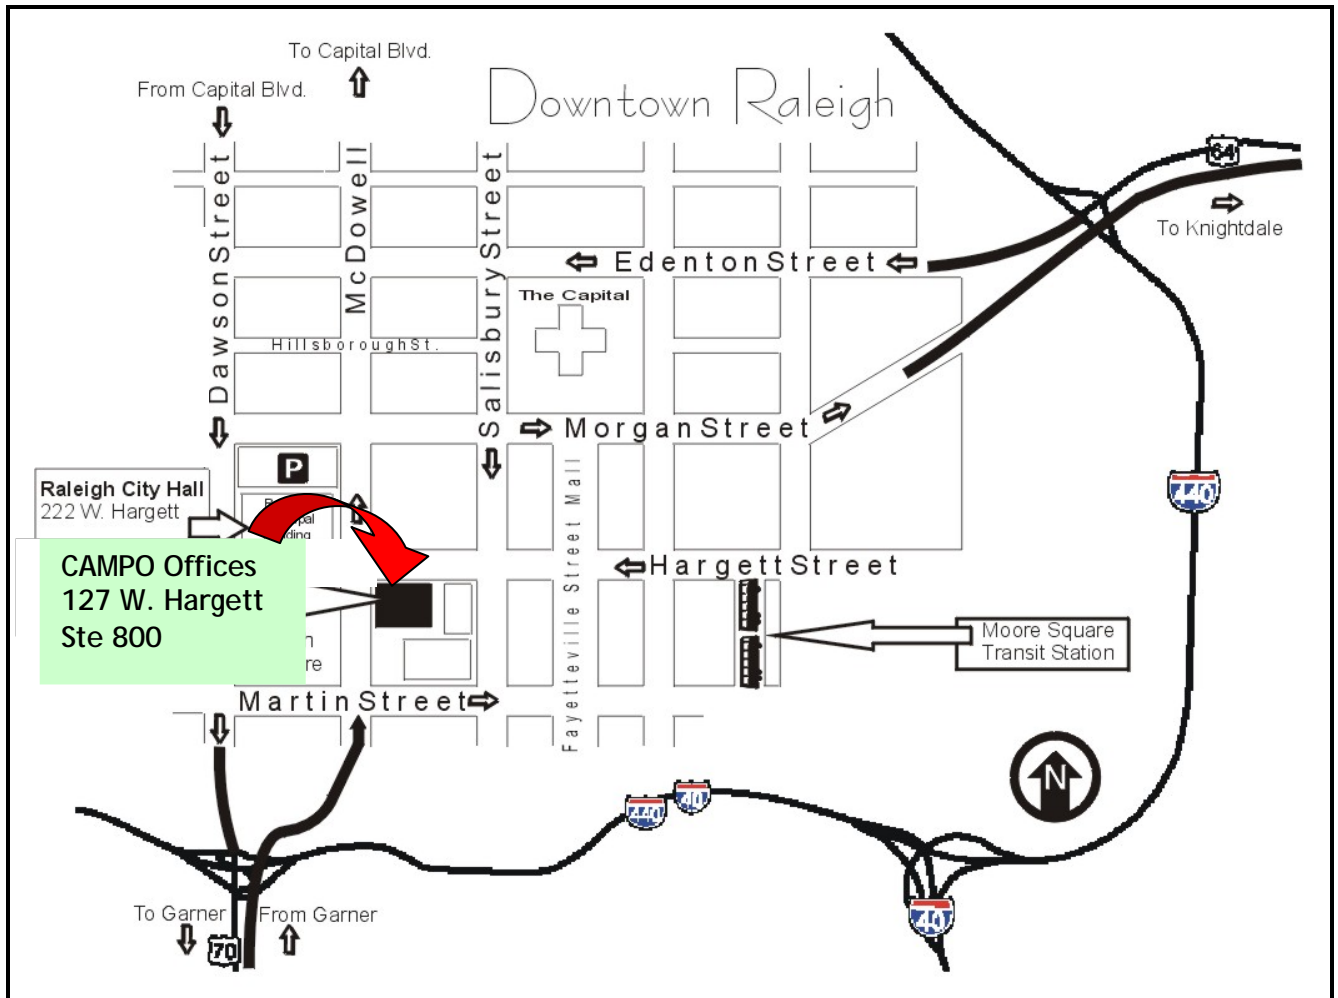 To Capital Blvd.
From Capital Blvd.
Downtown Raleigh
Dawson Street
McDowell
Salisbury Street
64
To Knightdale
Edenton Street
The Capital
Hillsborough St.
Morgan Street
P
Raleigh City Hall
222 W. Hargett
440
Fayetteville Street Mall
Hargett Street
CAMPO Offices
127 W. Hargett
Ste 800
Moore Square
Transit Station
Martin Street
N
440
40
40
To Garner
From Garner
70